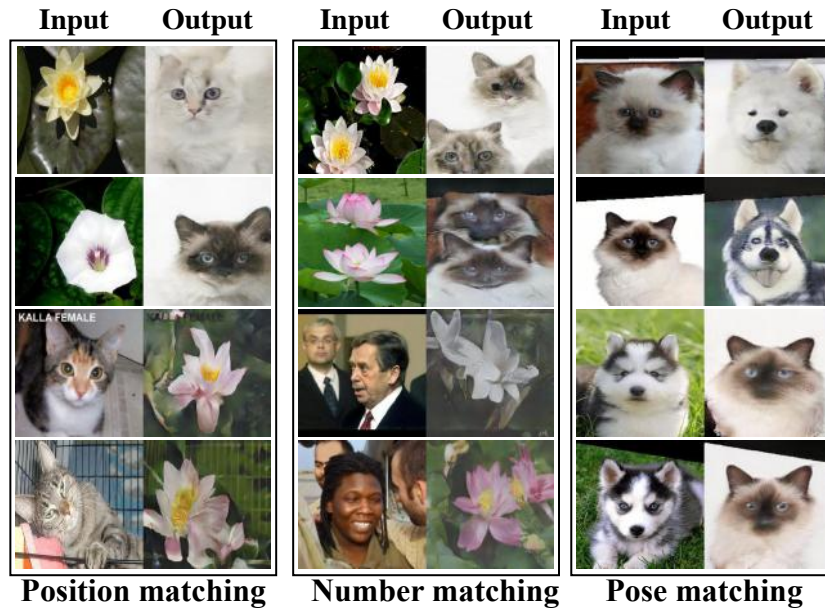 Input Output Input Output Input Output
KALLA FEMALE
Position matching Number matching Pose matching